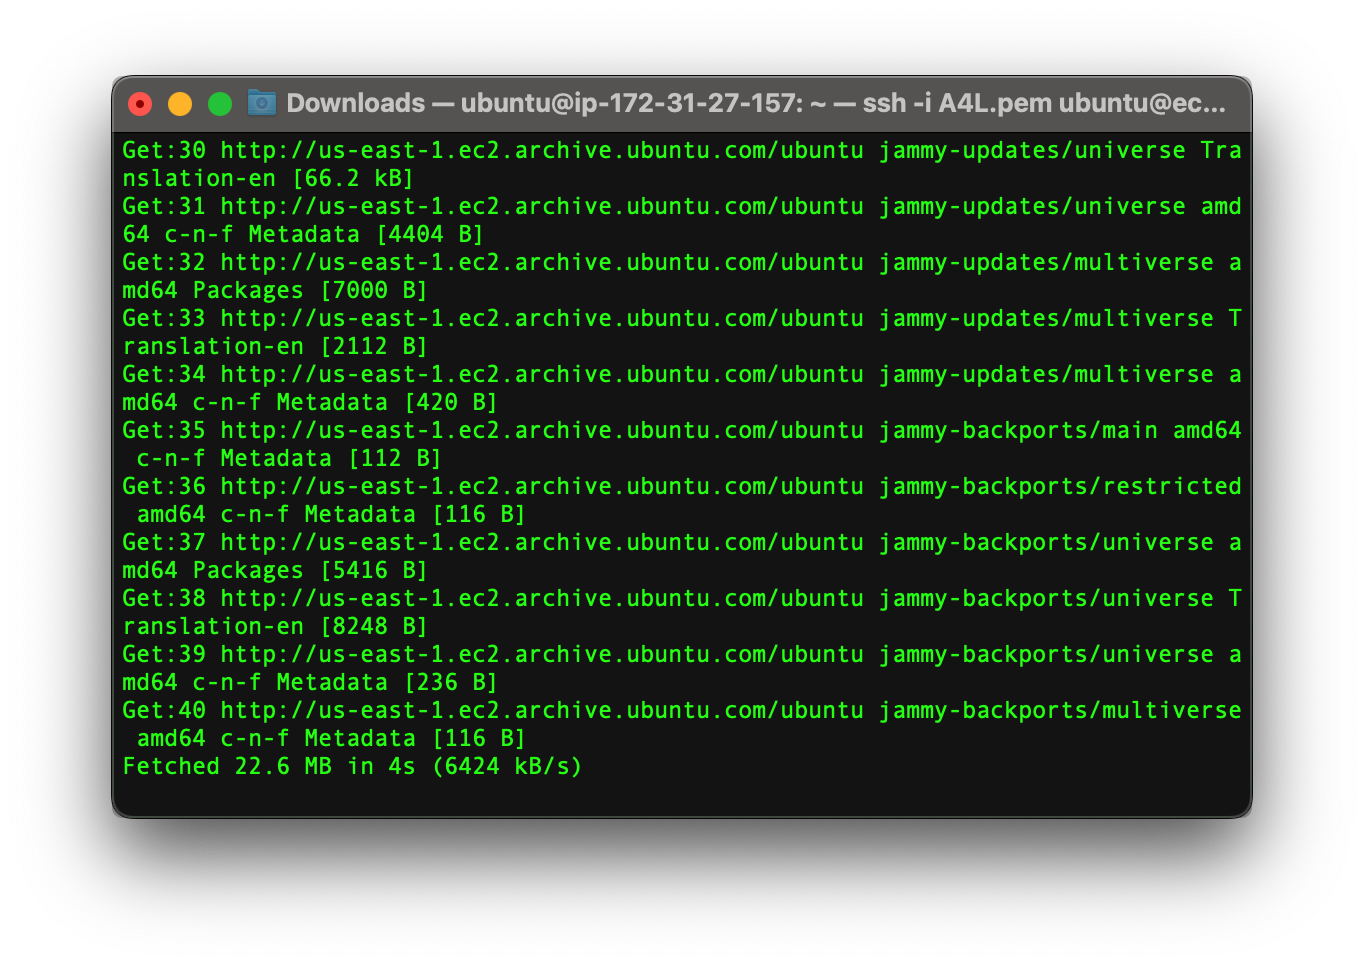 Downloads — ubuntu@ip-172-31-27-157: ~ — ssh -i A4L.pem ubuntu@ec...
Get:30 http://us-east-1.ec2.archive.ubuntu.com/ubuntu jammy-updates/universe Tra
nslation-en [66.2 kB]
Get:31 http://us-east-1.ec2.archive.ubuntu.com/ubuntu jammy-updates/universe amd
64 c-n-f Metadata [4404 B]
Get:32 http://us-east-1.ec2.archive.ubuntu.com/ubuntu jammy-updates/multiverse a
md64 Packages [7000 B]
Get:33 http://us-east-1.ec2.archive.ubuntu.com/ubuntu jammy-updates/multiverse T
ranslation-en [2112 B]
Get:34 http://us-east-1.ec2.archive.ubuntu.com/ubuntu jammy-updates/multiverse a
md64 c-n-f Metadata [420 B]
Get:35 http://us-east-1.ec2.archive.ubuntu.com/ubuntu jammy-backports/main amd64
 c-n-f Metadata [112 B]
Get:36 http://us-east-1.ec2.archive.ubuntu.com/ubuntu jammy-backports/restricted
 amd64 c-n-f Metadata [116 B]
Get:37 http://us-east-1.ec2.archive.ubuntu.com/ubuntu jammy-backports/universe a
md64 Packages [5416 B]
Get:38 http://us-east-1.ec2.archive.ubuntu.com/ubuntu jammy-backports/universe T
ranslation-en [8248 B]
Get:39 http://us-east-1.ec2.archive.ubuntu.com/ubuntu jammy-backports/universe a
md64 c-n-f Metadata [236 B]
Get:40 http://us-east-1.ec2.archive.ubuntu.com/ubuntu jammy-backports/multiverse
 amd64 c-n-f Metadata [116 B]
Fetched 22.6 MB in 4s (6424 kB/s)